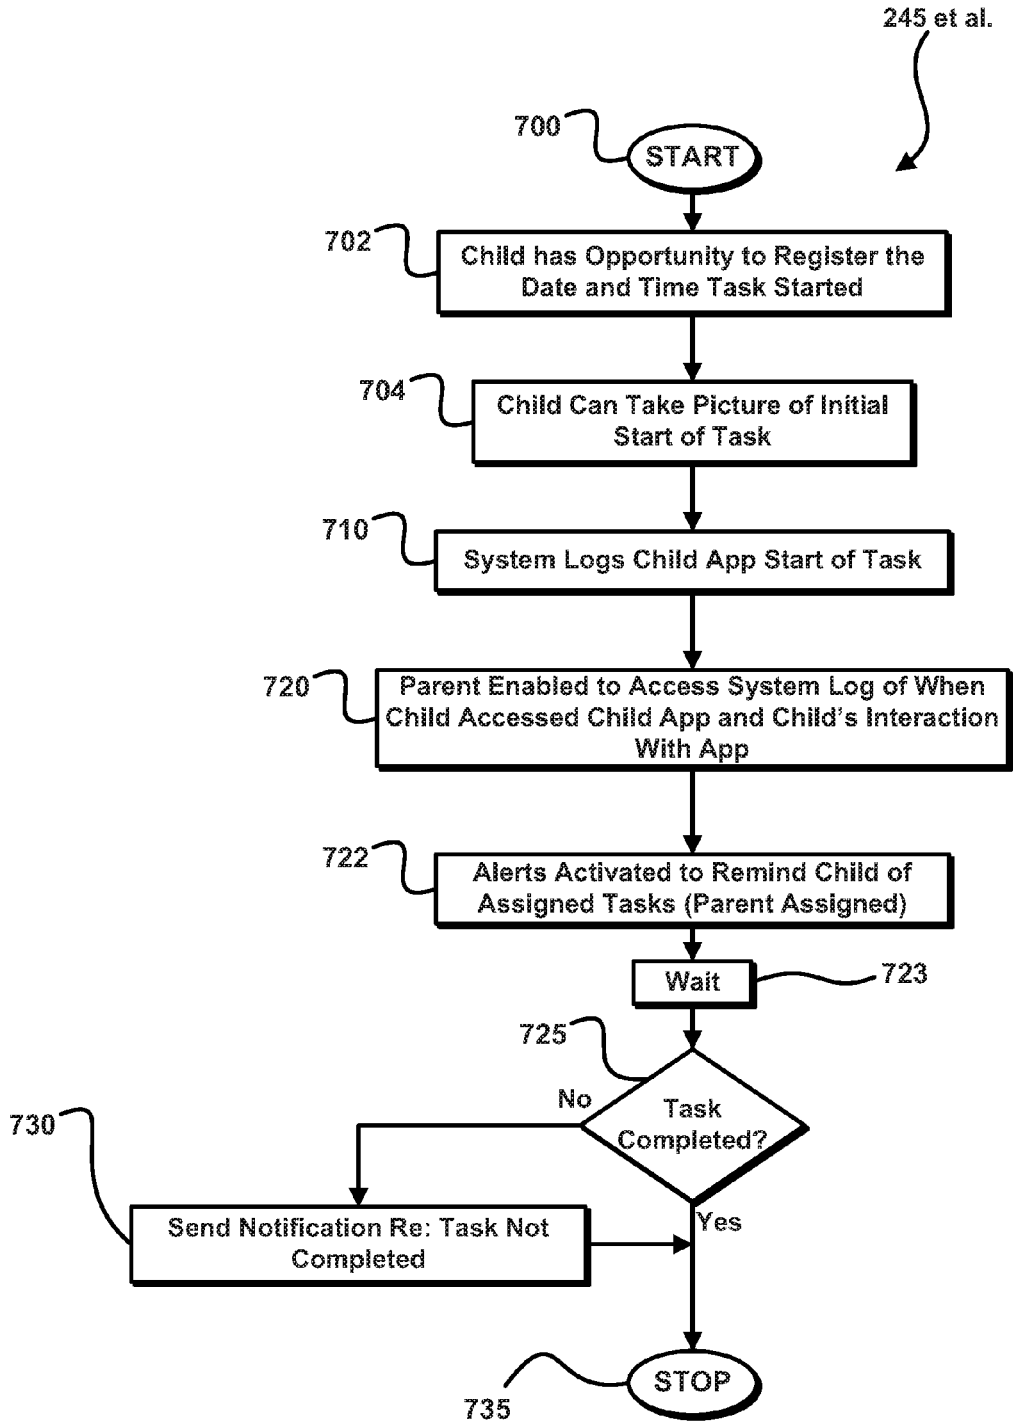 245 et al.
700
START
702
Child has Opportunity to Register the
Date and Time Task Started
704
Child Can Take Picture of Initial
Start of Task
710
System Logs Child App Start of Task
720
Parent Enabled to Access System Log of When
Child Accessed Child App and Child's Interaction
With App
722
Alerts Activated to Remind Child of
Assigned Tasks (Parent Assigned)
Wait
723
725
Task
Completed?
No
Yes
730
Send Notification Re: Task Not
Completed
STOP
735